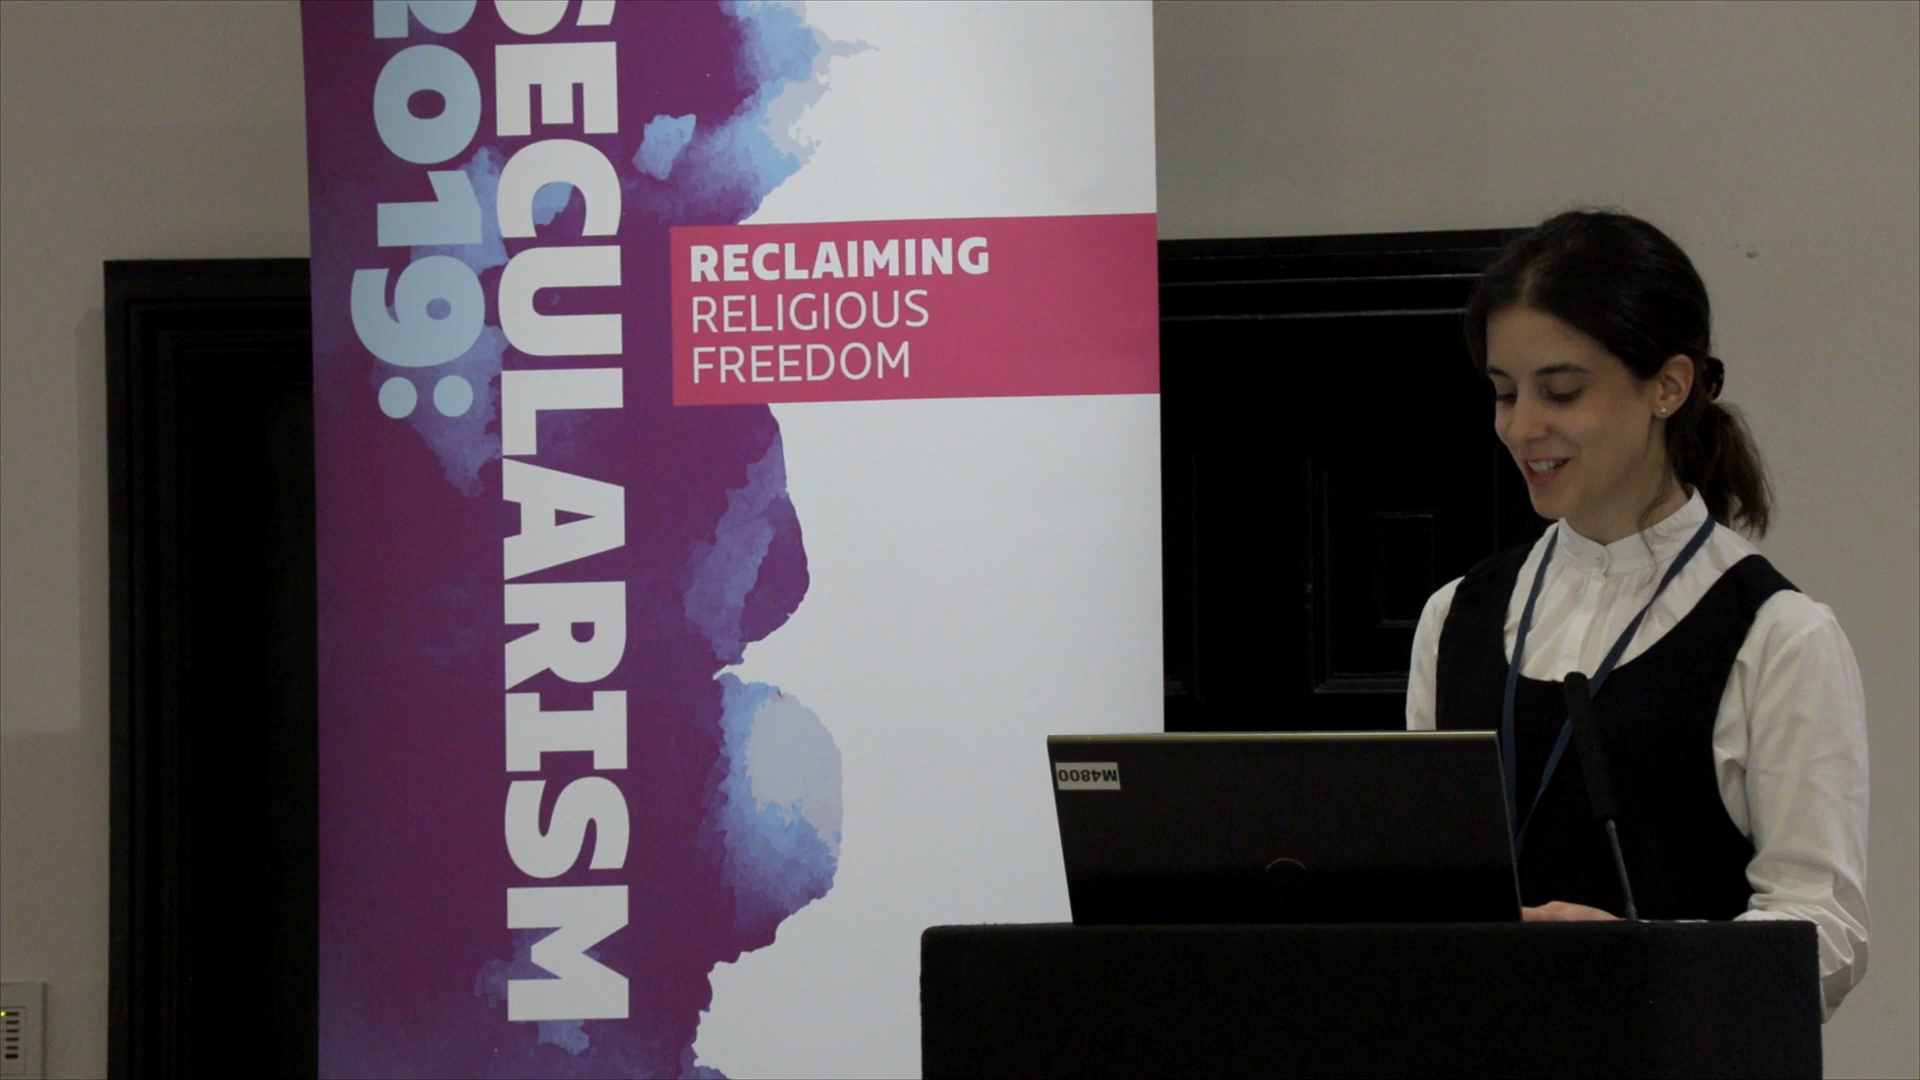 SECULARISM
2019:
RECLAIMING
RELIGIOUS
FREEDOM
M4800